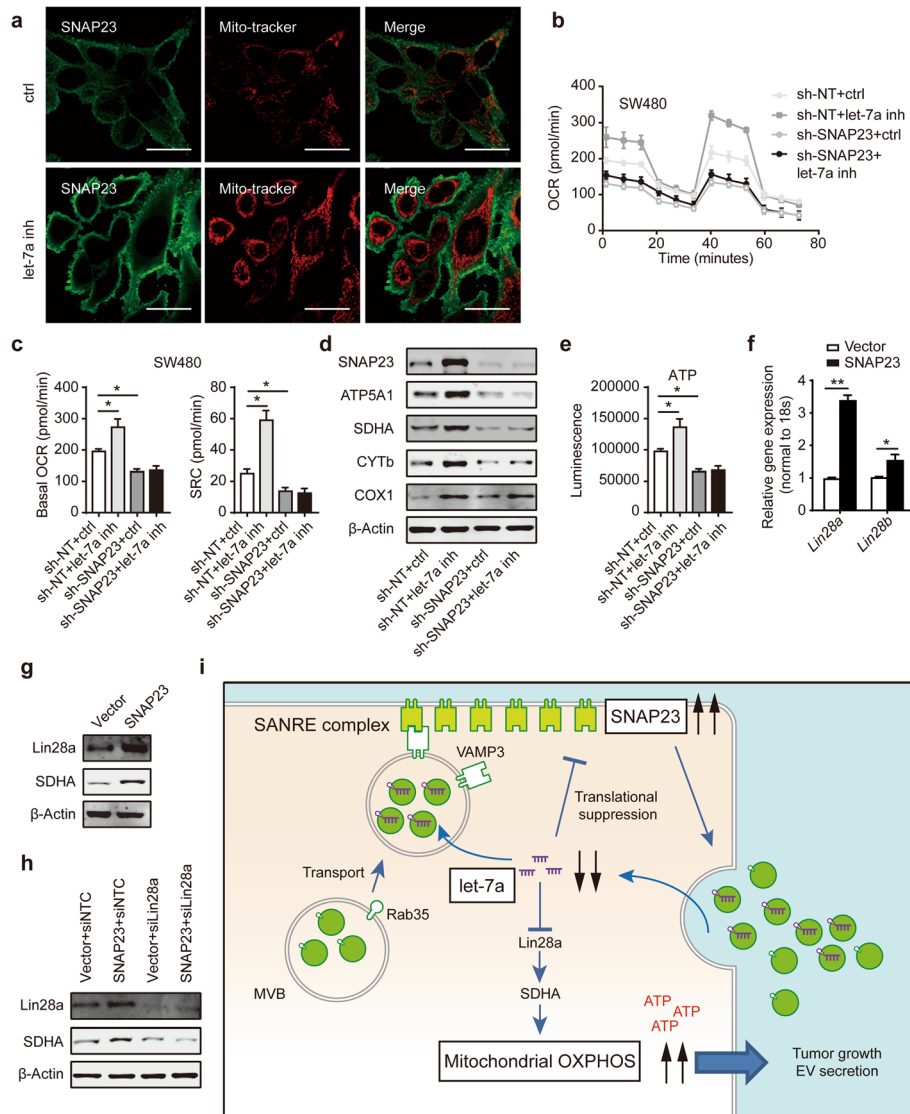 a
SNAP23
Mito-tracker
Merge
ctrl
SNAP23
Mito-tracker
Merge
let-7a inh
b
SW480
sh-NT+ctrl
sh-NT+let-7a inh
sh-SNAP23+ctrl
sh-SNAP23+
let-7a inh
OCR (pmol/min)
400
300
200
100
0
0
20
40
60
80
Time (minutes)
c
SW480
Basal OCR (pmol/min)
400
300
200
100
0
*
*
sh-NT+ctrl
sh-NT+let-7a inh
sh-SNAP23+ctrl
sh-SNAP23+let-7a inh
SRC (pmol/min)
80
60
40
20
0
*
*
sh-NT+ctrl
sh-NT+let-7a inh
sh-SNAP23+ctrl
sh-SNAP23+let-7a inh
d
SNAP23
ATP5A1
SDHA
CYTb
COX1
β-Actin
sh-NT+ctrl
sh-NT+let-7a inh
sh-SNAP23+ctrl
sh-SNAP23+let-7a inh
e
ATP
Luminescence
200000
150000
100000
50000
0
*
*
sh-NT+ctrl
sh-NT+let-7a inh
sh-SNAP23+ctrl
sh-SNAP23+let-7a inh
f
Vector
SNAP23
Relative gene expression
(normal to 18s)
4
3
2
1
0
**
*
Lin28a
Lin28b
g
Vector
SNAP23
Lin28a
SDHA
β-Actin
h
Vector+siNTC
SNAP23+siNTC
Vector+siLin28a
SNAP23+siLin28a
Lin28a
SDHA
β-Actin
i
SANRE complex
SNAP23
VAMP3
Translational
suppression
Transport
let-7a
Rab35
Lin28a
MVB
SDHA
ATP
ATP
ATP
Mitochondrial OXPHOS
Tumor growth
EV secretion